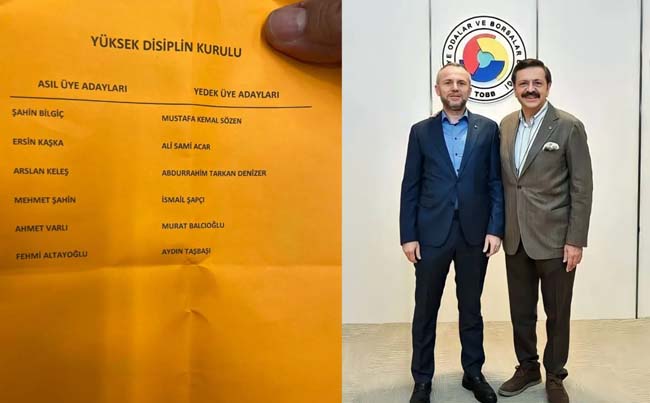 YÜKSEK DİSİPLİN KURULU
ASIL ÜYE ADAYLARI YEDEK ÜYE ADAYLARI
ŞAHİN BİLGİÇ MUSTAFA KEMAL SÖZEN
ERSİN KAŞKA ALİ SAMİ ACAR
ARSLAN KELEŞ ABDURRAHİM TARKAN DENİZER
MEHMET ŞAHİN İSMAİL ŞAPÇI
AHMET VARLI MURAT BALCIOĞLU
FEHMİ ALTAYOĞLU AYDIN TAŞBAŞI
YE ODALAR VE BORSALAR
TOBB